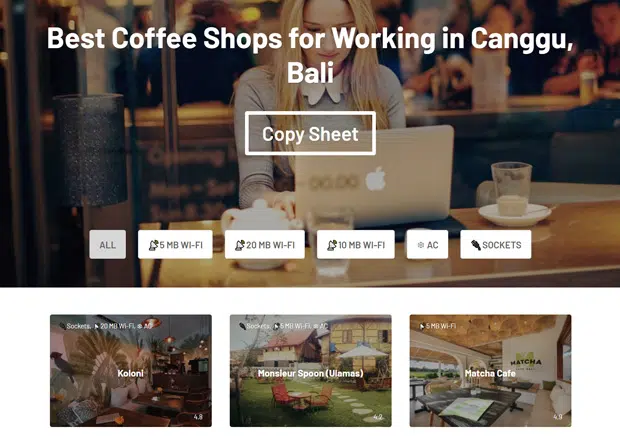 Best Coffee Shops for Working in Canggu,
Bali
Copy Sheet
ALL
5 MB WI-FI
20 MB WI-FI
10 MB WI-FI
AC
SOCKETS
Sockets, 20 MB Wi-Fi, AC
Koloni
4.8
Sockets, 5 MB Wi-Fi, AC
Monsieur Spoon (Ulamas)
4.2
5 MB Wi-Fi
MATCHA
Matcha Cafe
4.9